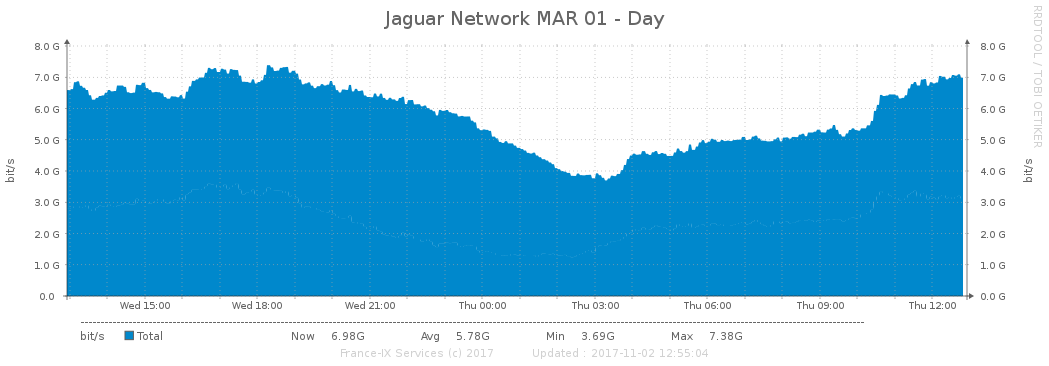 Jaguar Network MAR 01 - Day
RRDTOOL / TOBI OETIKER
bit/s
8.0 G
7.0 G
6.0 G
5.0 G
4.0 G
3.0 G
2.0 G
1.0 G
0.0
8.0 G
7.0 G
6.0 G
5.0 G
4.0 G
3.0 G
2.0 G
1.0 G
0.0 G
bit/s
Wed 15:00 Wed 18:00 Wed 21:00 Thu 00:00 Thu 03:00 Thu 06:00 Thu 09:00 Thu 12:00
bit/s Total Now 6.98G Avg 5.78G Min 3.69G Max 7.38G
France-IX Services (c) 2017 Updated : 2017-11-02 12:55:04